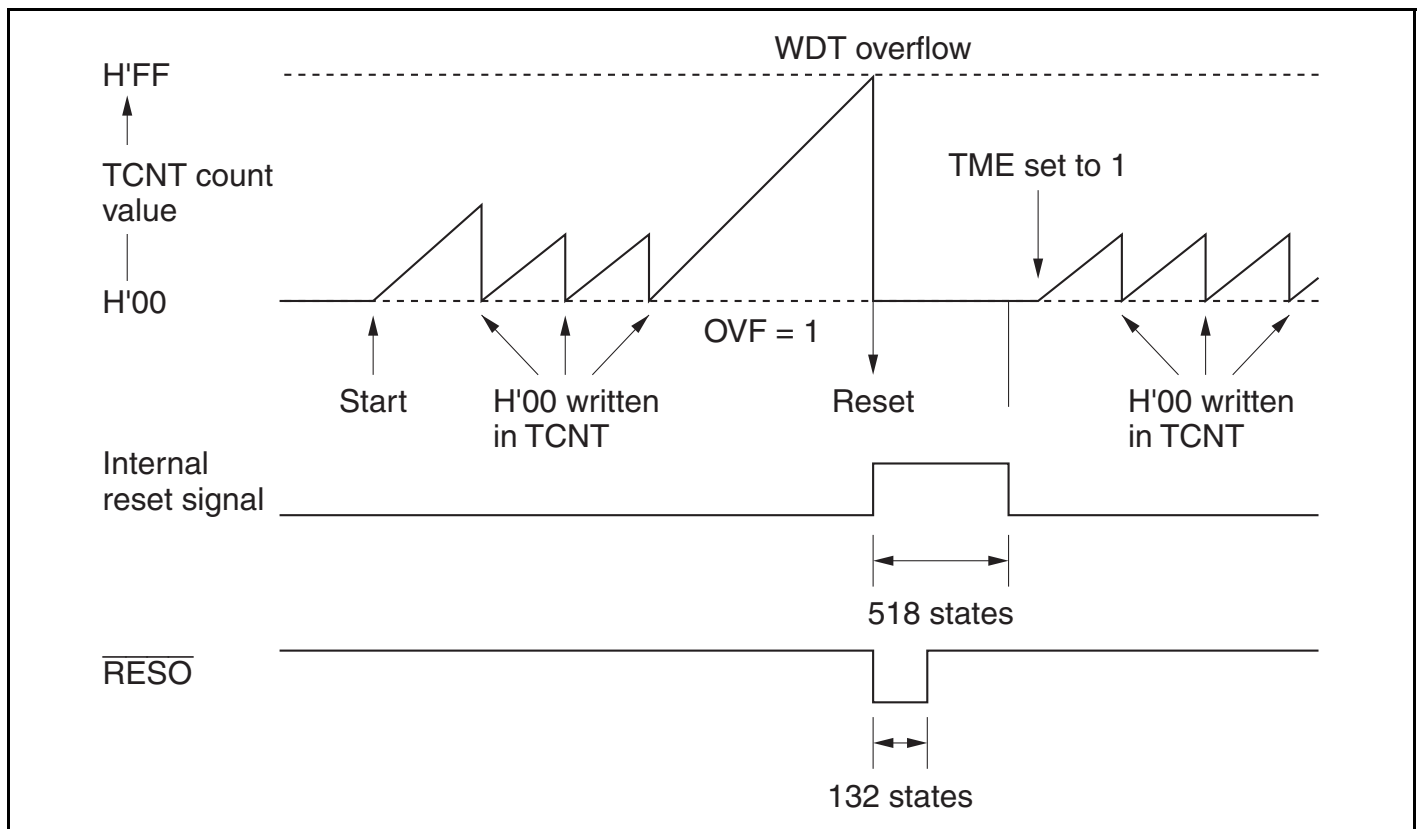 WDT overflow
H'FF
TCNT count
value
TME set to 1
H'00
OVF = 1
Start
H'00 written
in TCNT
Reset
H'00 written
in TCNT
Internal
reset signal
518 states
R̅E̅S̅O̅
132 states